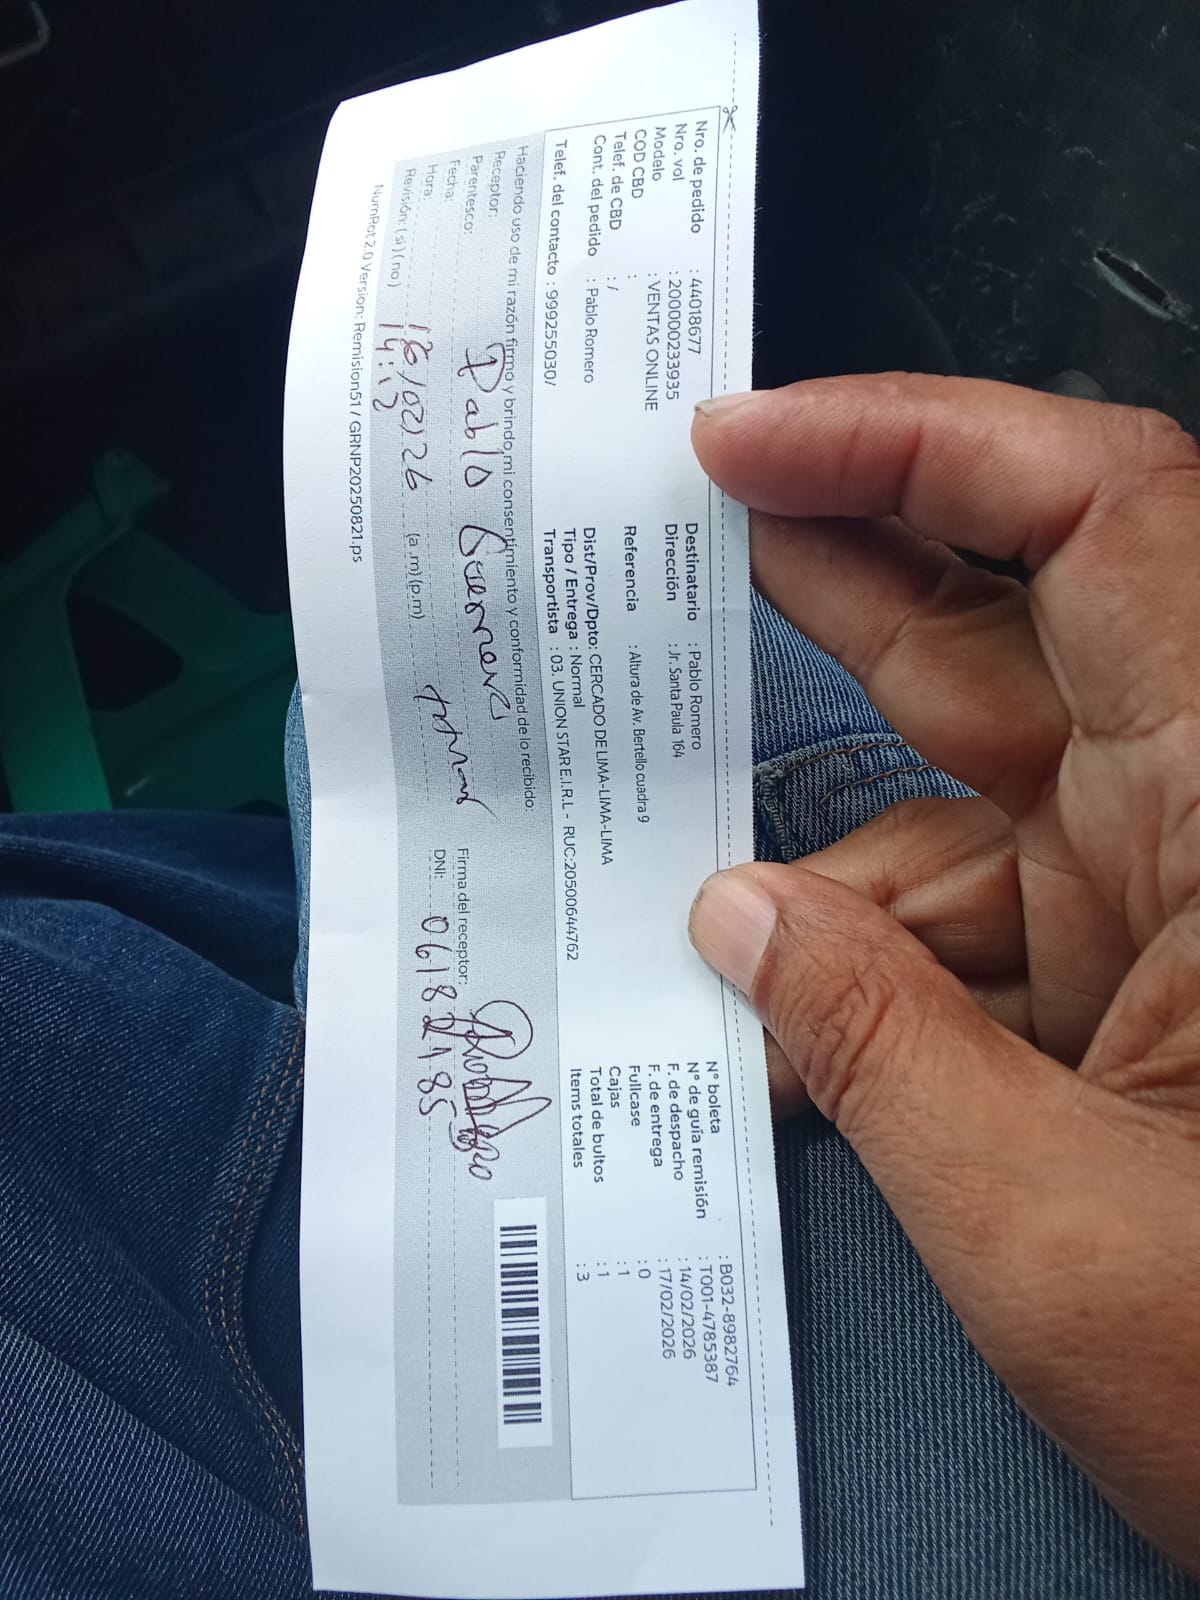 Nro. de pedido : 44018677
Nro. vol : 200000233935
Modelo : VENTAS ONLINE
COD CBD :
Telef. de CBD : /
Cont. del pedido : Pablo Romero
Telef. del contacto : 999255030/
Destinatario : Pablo Romero
Dirección : Jr. Santa Paula 164
Referencia : Altura de Av. Bertello cuadra 9
Dist/Prov/Dpto: CERCADO DE LIMA-LIMA-LIMA
Tipo / Entrega : Normal
Transportista : 03. UNION STAR E.I.R.L - RUC:20500644762
N° boleta : B032-8982764
N° de guía remisión : T001-4785387
F. de despacho : 14/02/2026
F. de entrega : 17/02/2026
Fullcase : 0
Cajas : 1
Total de bultos : 1
Items totales : 3
Haciendo uso de mi razón firmo y brindo mi consentimiento y conformidad de lo recibido:
Receptor: Pablo
Parentesco:
Fecha: 16/02/26
Hora: 14:12 (a.m)(p.m)
Revisión: (si) (no)
Firma del receptor:
DNI:
NumRot 2.0 Version: Remision51 / GRNP20250821.ps